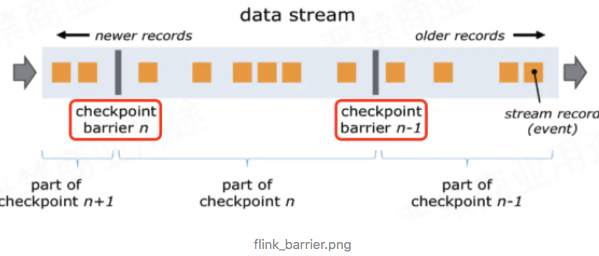 data stream
newer records
older records
checkpoint
barrier n
checkpoint
barrier n-1
stream record
(event)
part of
checkpoint n+1
part of
checkpoint n
part of
checkpoint n-1
flink_barrier.png